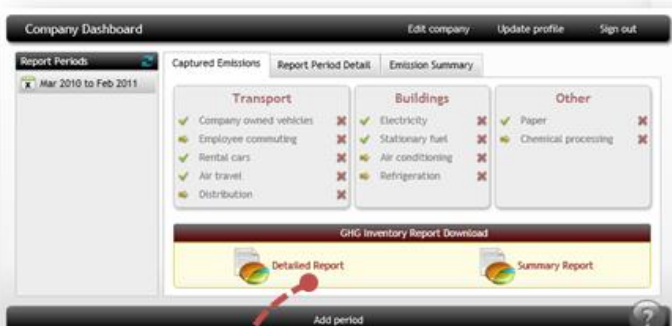 Company Dashboard Edit company Update profile Sign out
Report Periods
Mar 2010 to Feb 2011
Captured Emissions Report Period Detail Emission Summary
Transport Buildings Other
Company owned vehicles Electricity Paper
Employee commuting Stationary fuel Chemical processing
Rental cars Air conditioning
Air travel Refrigeration
Distribution
GHG Inventory Report Download
Detailed Report Summary Report
Add period ?